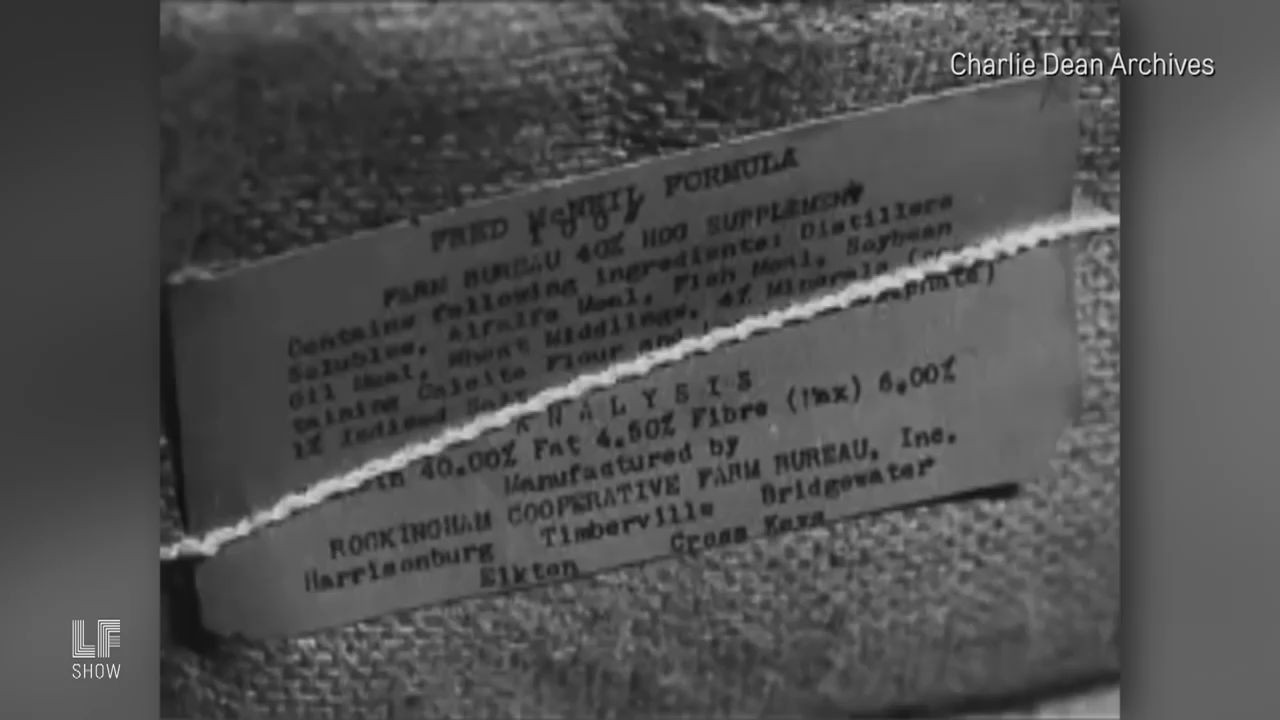 Charlie Dean Archives
FRED McNEIL FORMULA
FARM BUREAU 40% HOG SUPPLEMENT
Contains following ingredients: Distillers
Solubles, Alfalfa Meal, Fish Meal, Soybean
Oil Meal, Wheat Middlings, 4% Minerals
taining Calcite Flour and
1% Iodized Salt
ANALYSIS
40.00% Fat 4.50% Fibre (Max) 6.00%
Manufactured by
ROCKINGHAM COOPERATIVE FARM BUREAU, Inc.
Harrisonburg Timberville Bridgewater
Elkton Cross Keys
LF
SHOW